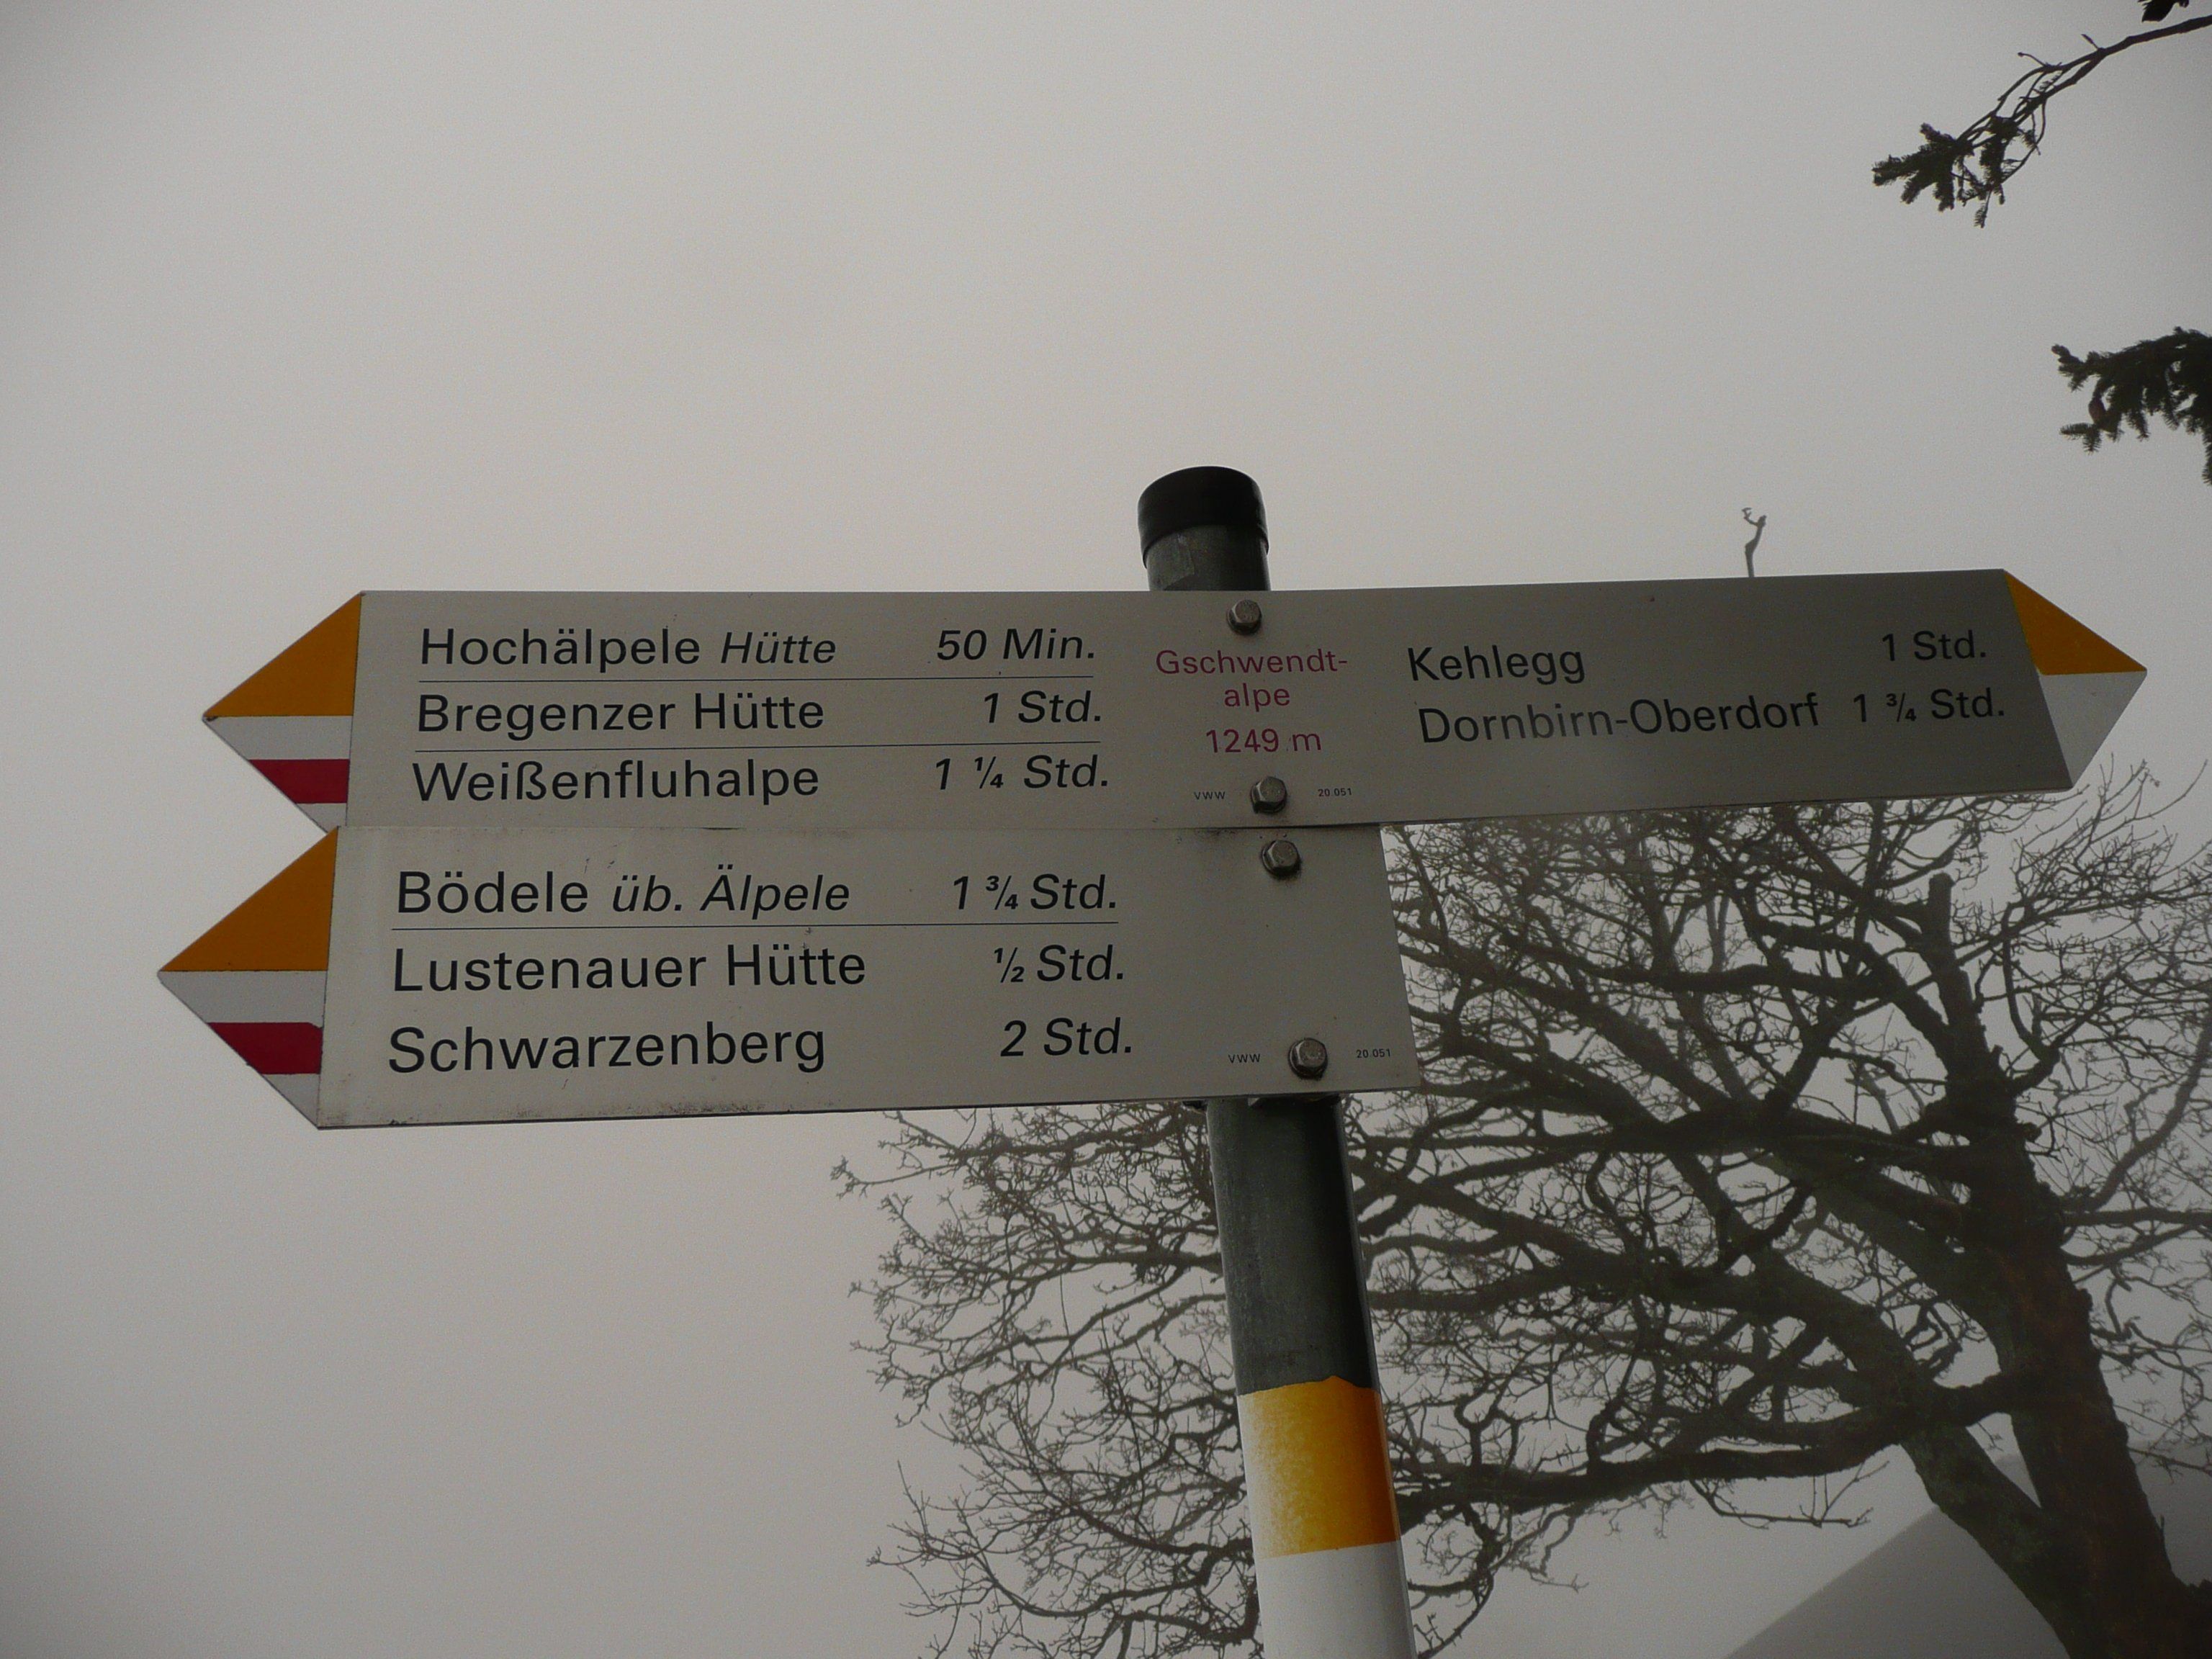 Hochälpele Hütte 50 Min.
Bregenzer Hütte 1 Std.
Weißenfluhalpe 1 ¼ Std.
Gschwendt-
alpe
1249 m
VWW 20.051
Kehlegg 1 Std.
Dornbirn-Oberdorf 1 ¾ Std.
Bödele üb. Älpele 1 ¾ Std.
Lustenauer Hütte ½ Std.
Schwarzenberg 2 Std.
VWW 20.051